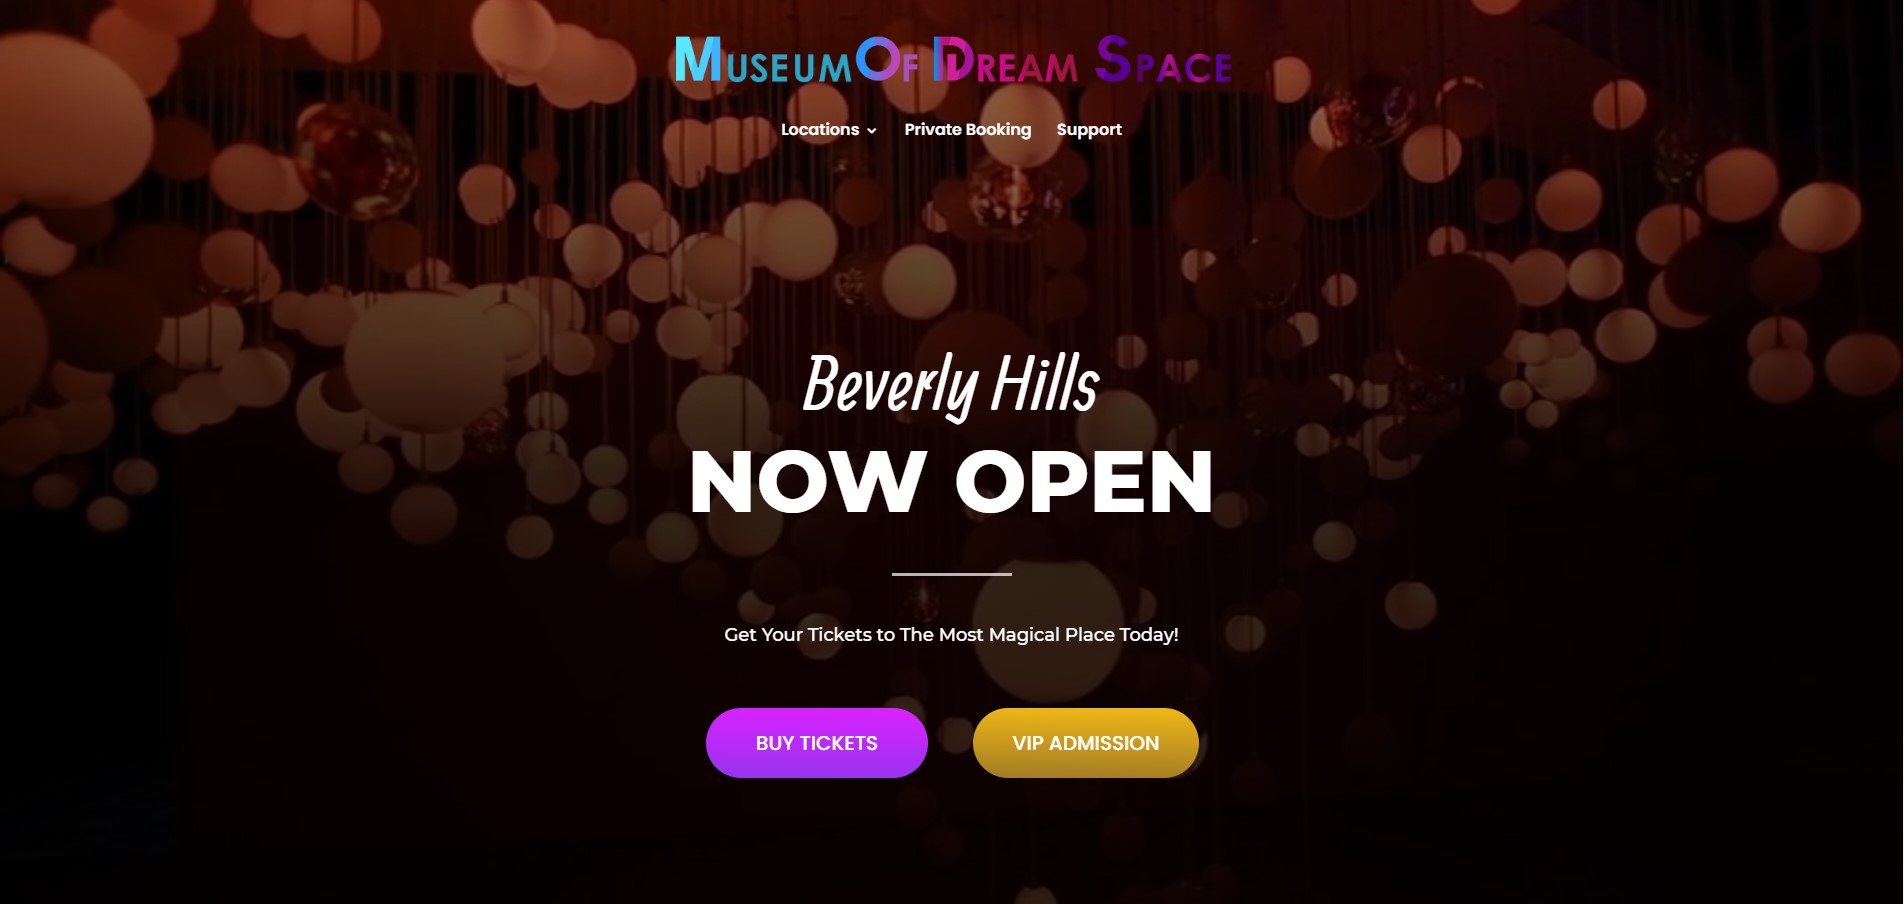 Museum Of Dream Space
Locations Private Booking Support
Beverly Hills
NOW OPEN
Get Your Tickets to The Most Magical Place Today!
BUY TICKETS VIP ADMISSION